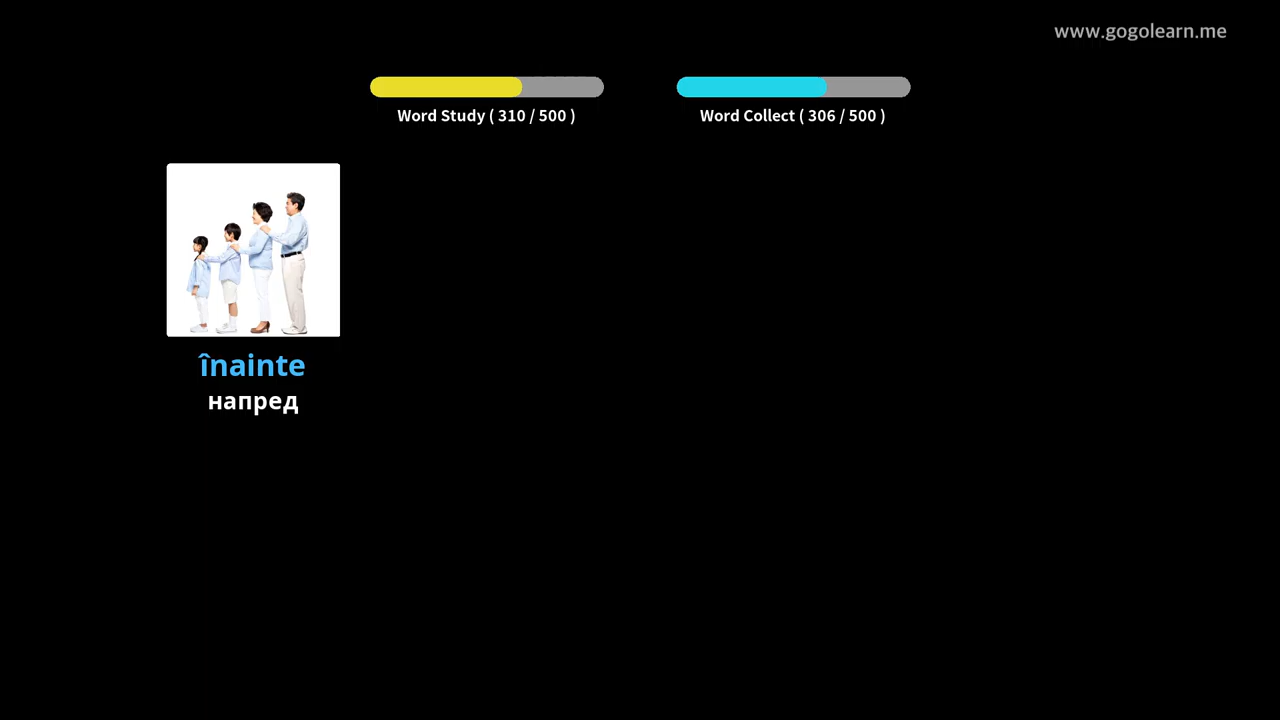 www.gogolearn.me
Word Study ( 310 / 500 )
Word Collect ( 306 / 500 )
înainte
напред